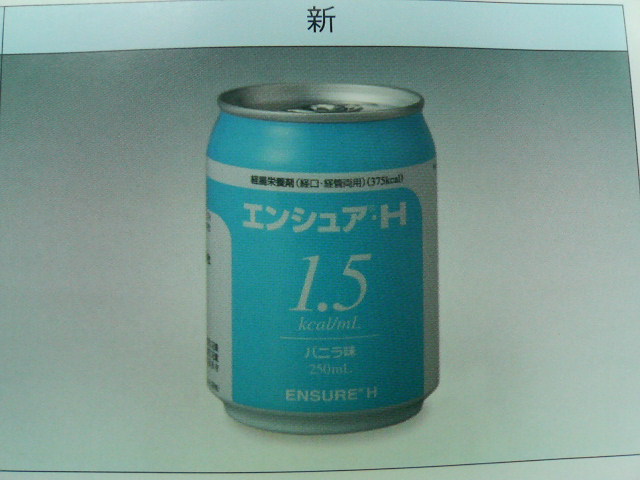 新
経腸栄養剤(経口・経管両用)(375kcal)
エンシュア®・H
1.5
kcal/mL
バニラ味
250mL
ENSURE® H